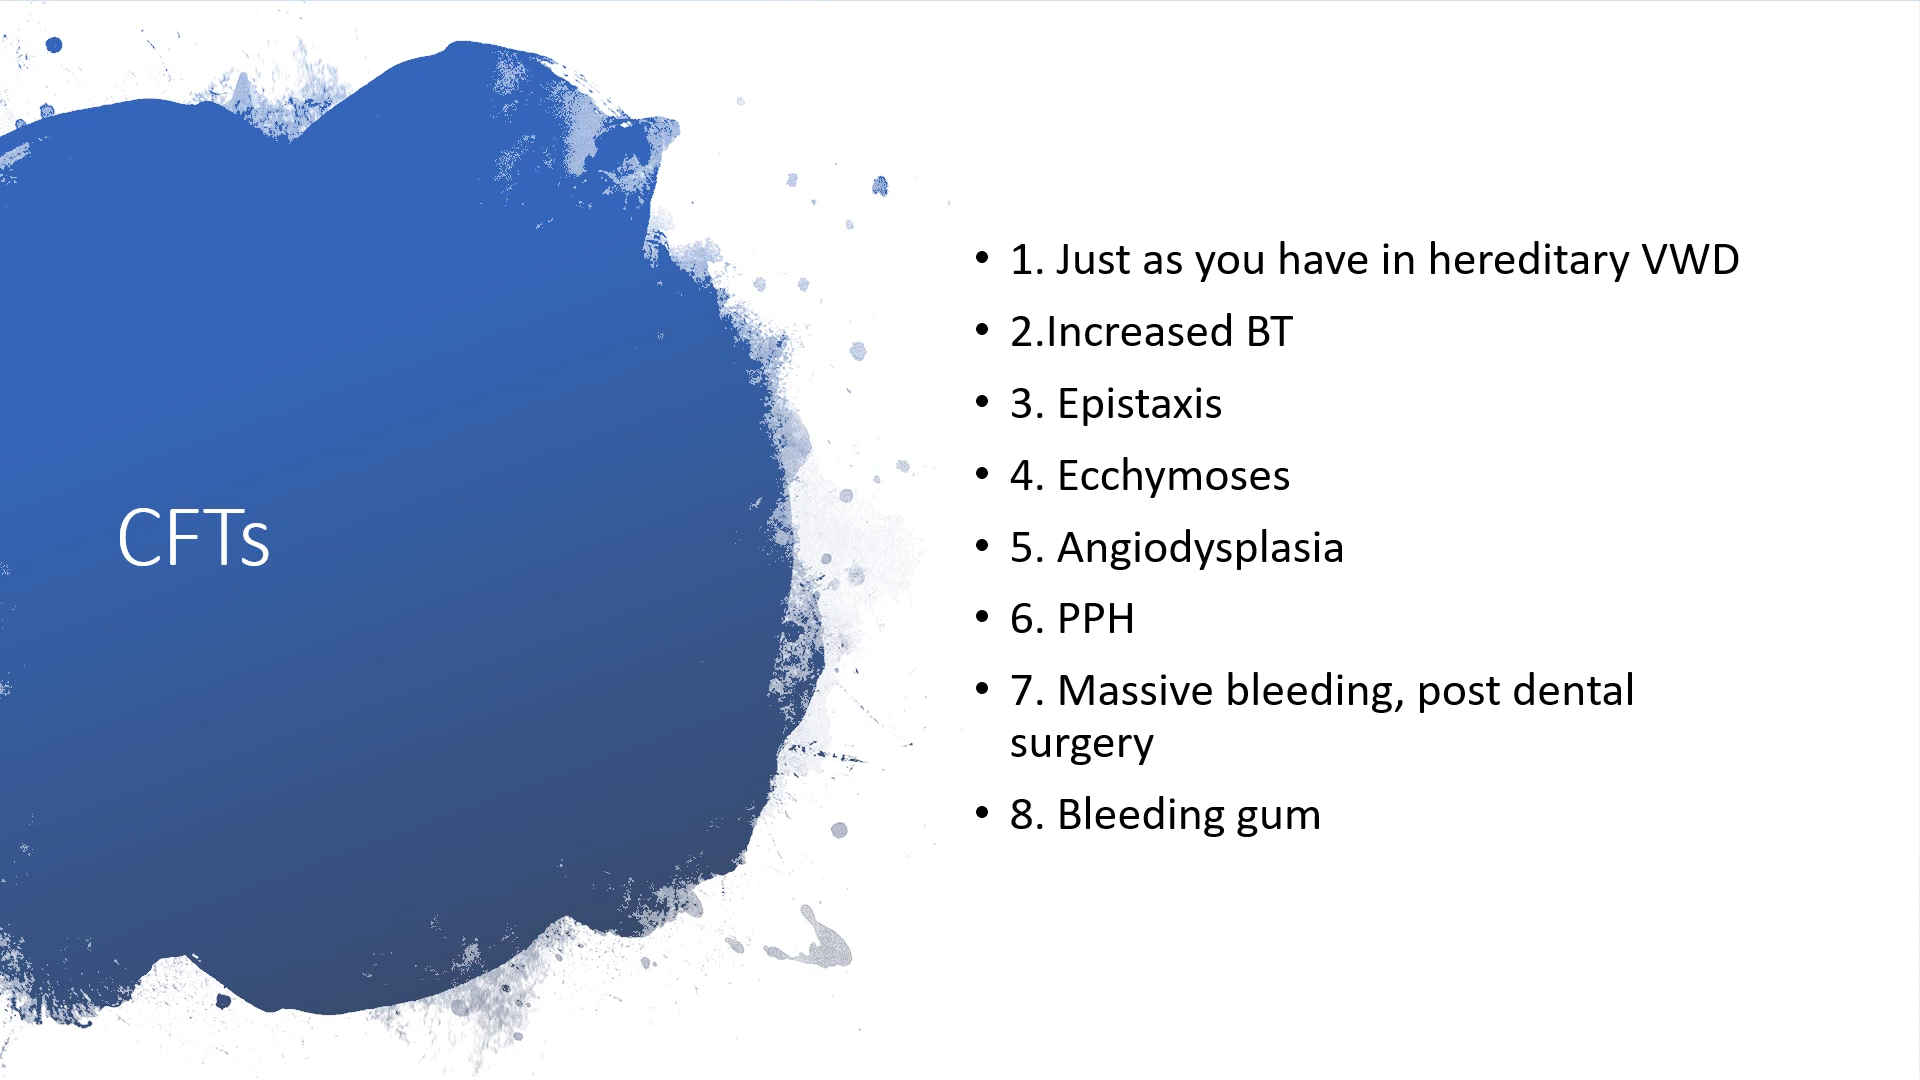 CFTs
• 1. Just as you have in hereditary VWD
• 2.Increased BT
• 3. Epistaxis
• 4. Ecchymoses
• 5. Angiodysplasia
• 6. PPH
• 7. Massive bleeding, post dental
surgery
• 8. Bleeding gum